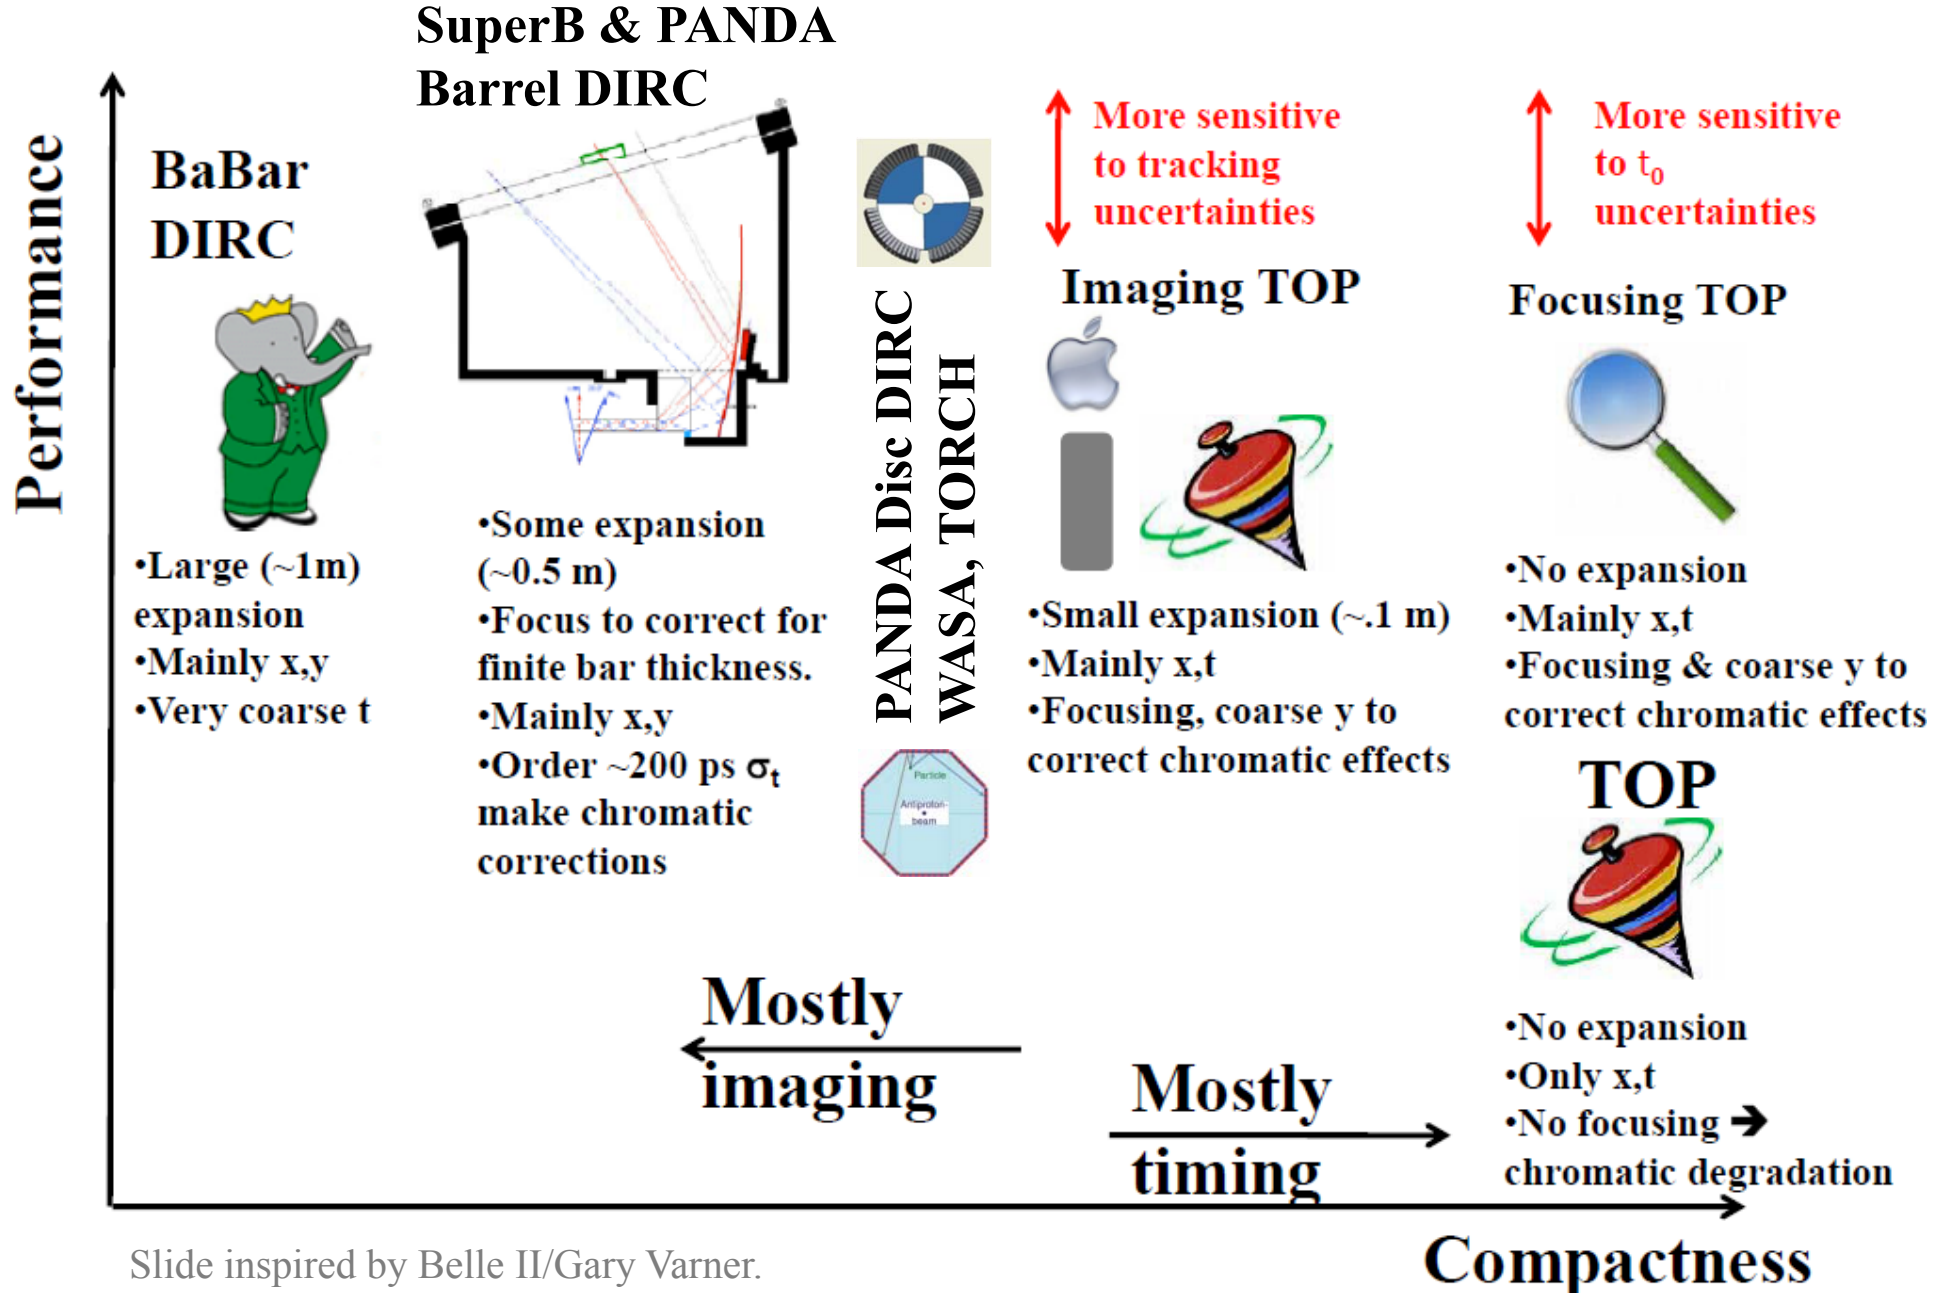 SuperB & PANDA
Barrel DIRC
Performance
BaBar
DIRC
•Large (~1m)
expansion
•Mainly x,y
•Very coarse t
•Some expansion
(~0.5 m)
•Focus to correct for
finite bar thickness.
•Mainly x,y
•Order ~200 ps σt
make chromatic
corrections
PANDA Disc DIRC
WASA, TORCH
Particle
Antiproton-
beam
More sensitive
to tracking
uncertainties
Imaging TOP
•Small expansion (~.1 m)
•Mainly x,t
•Focusing, coarse y to
correct chromatic effects
More sensitive
to t0
uncertainties
Focusing TOP
•No expansion
•Mainly x,t
•Focusing & coarse y to
correct chromatic effects
TOP
•No expansion
•Only x,t
•No focusing ➔
chromatic degradation
Mostly
imaging
Mostly
timing
Compactness
Slide inspired by Belle II/Gary Varner.